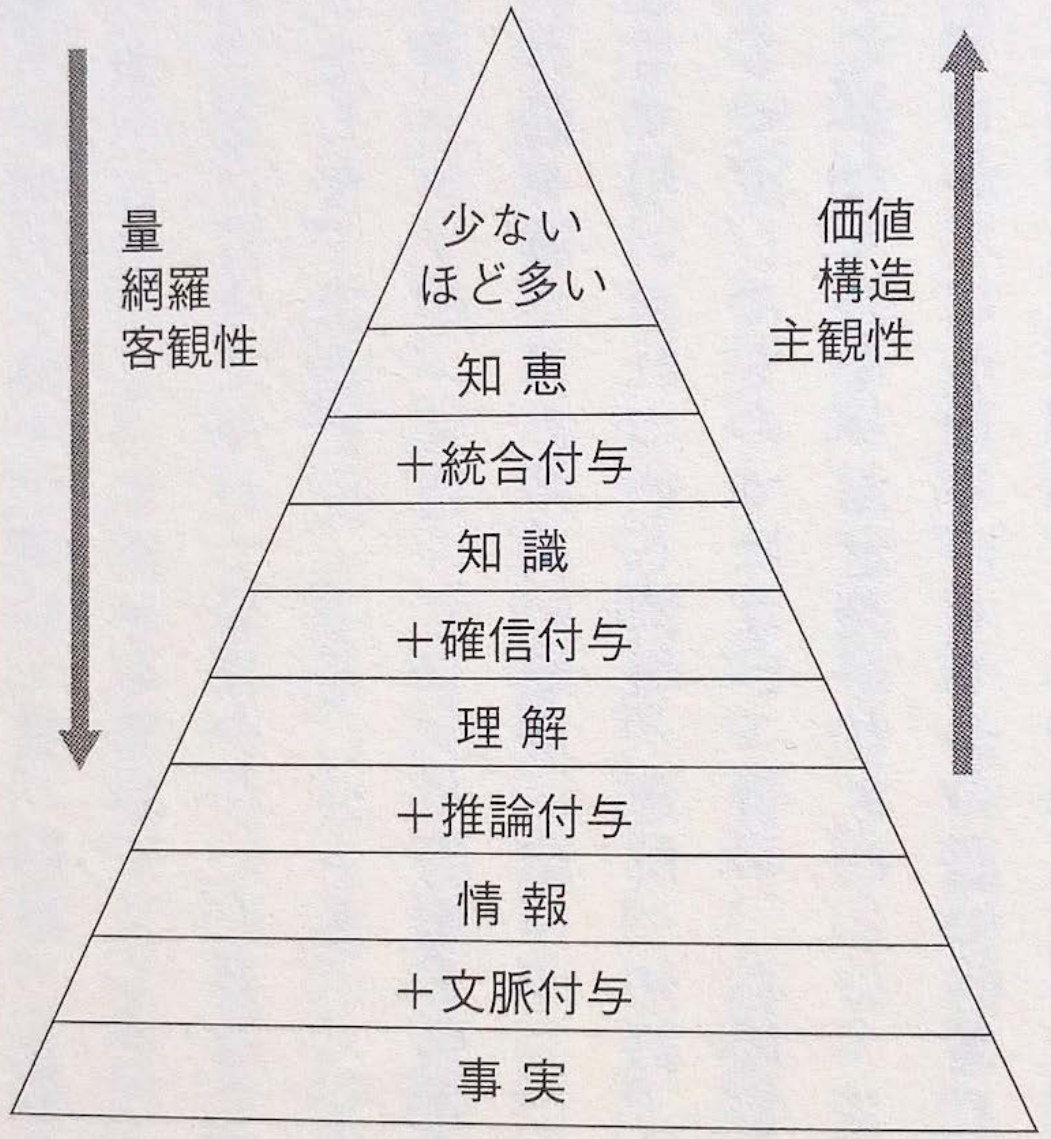 量
網羅
客観性
少ない
ほど多い
価値
構造
主観性
知恵
＋統合付与
知識
＋確信付与
理解
＋推論付与
情報
＋文脈付与
事実